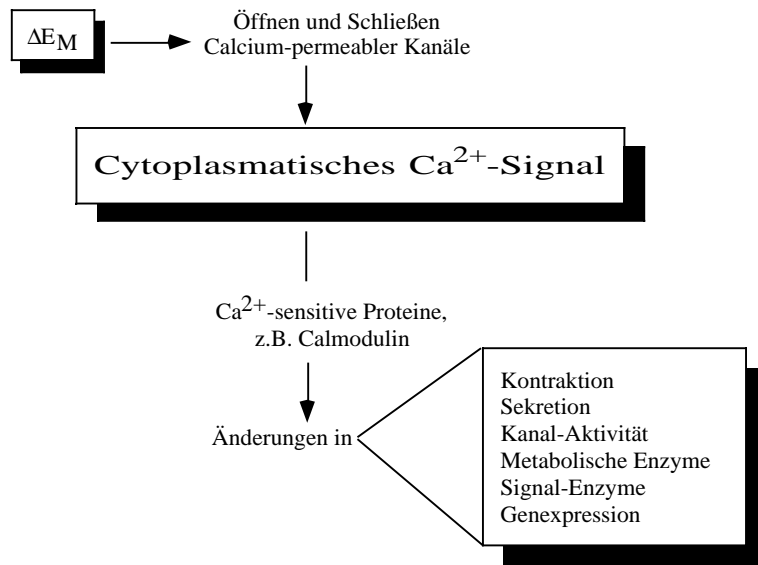 ΔEM
Öffnen und Schließen
Calcium-permeabler Kanäle
Cytoplasmatisches Ca2+-Signal
Ca2+-sensitive Proteine,
z.B. Calmodulin
Änderungen in
Kontraktion
Sekretion
Kanal-Aktivität
Metabolische Enzyme
Signal-Enzyme
Genexpression